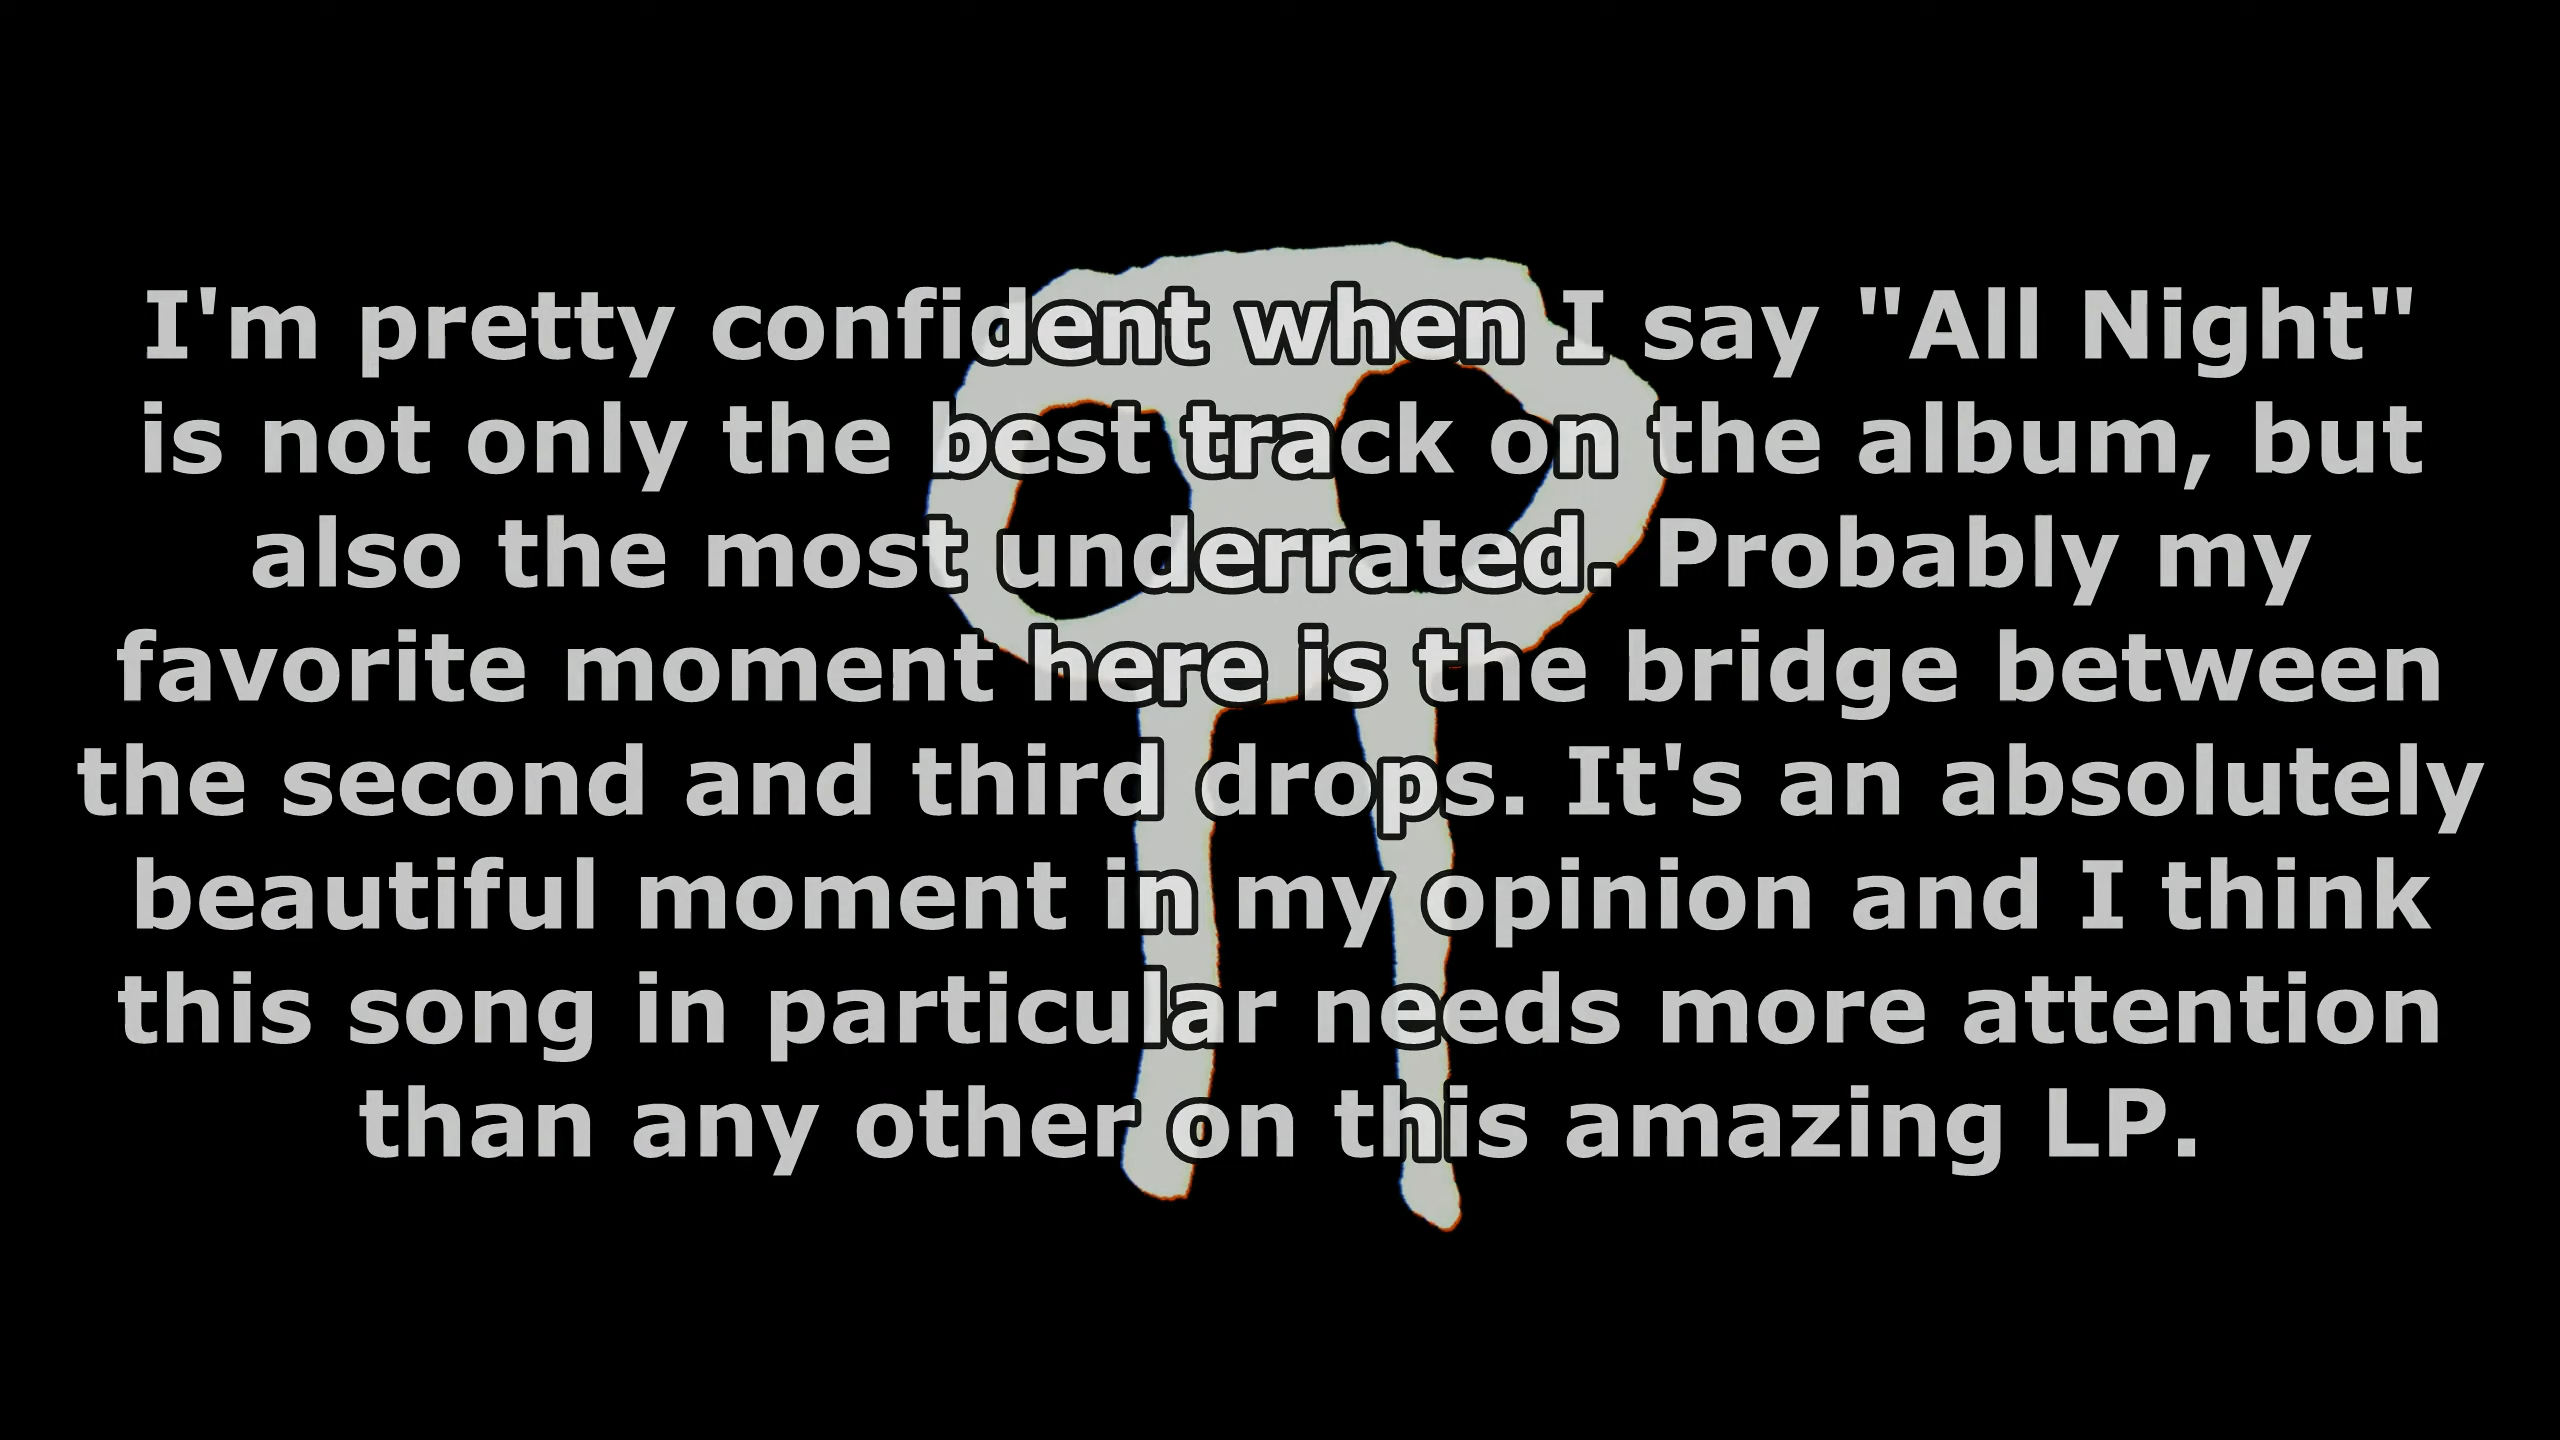 I'm pretty confident when I say "All Night"
is not only the best track on the album, but
also the most underrated. Probably my
favorite moment here is the bridge between
the second and third drops. It's an absolutely
beautiful moment in my opinion and I think
this song in particular needs more attention
than any other on this amazing LP.